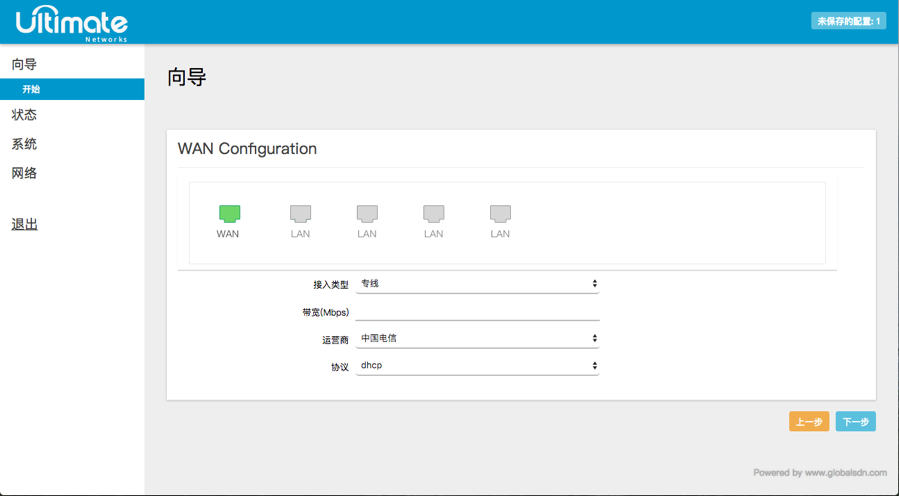 Ultimate
Networks
未保存的配置: 1
向导
开始
状态
系统
网络
退出
向导
WAN Configuration
WAN LAN LAN LAN LAN
接入类型 专线
带宽(Mbps)
运营商 中国电信
协议 dhcp
上一步 下一步
Powered by www.globalsdn.com